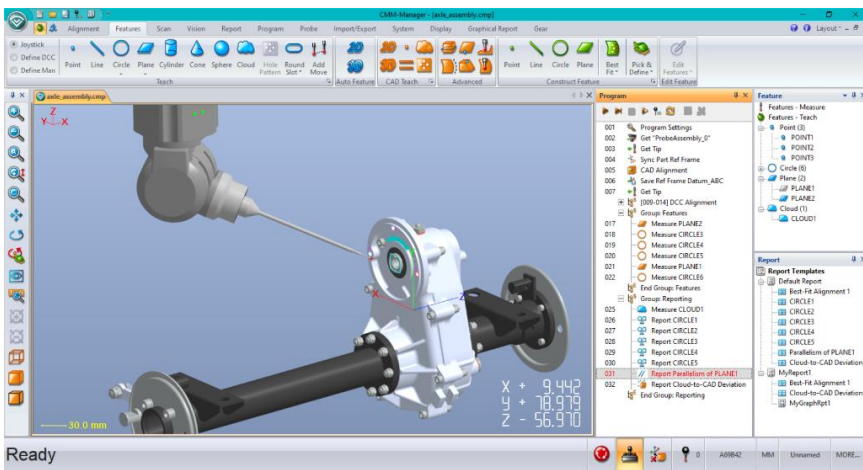 CMM-Manager - [axle_assembly.cmp]
Alignment Features Scan Vision Report Program Probe Import/Export System Display Graphical Report Gear
Layout
Joystick
Define DCC
Define Man
Point Line Circle Plane Cylinder Cone Sphere Cloud Hole Pattern Round Slot Add Move
Teach
Auto Feature
CAD Teach
Advanced
Point Line Circle Plane Best Fit Pick & Define
Construct Feature
Edit Features
Edit Feature
axle_assembly.cmp
Z
Y X
X
Z
30.0 mm
X + 9.442
Y + 78.979
Z - 56.970
Program
001 Program Settings
002 Get "ProbeAssembly_0"
003 Get Tip
004 Sync Part Ref Frame
005 CAD Alignment
006 Save Ref Frame Datum_ABC
007 Get Tip
[009-014] DCC Alignment
Group: Features
017 Measure PLANE2
018 Measure CIRCLE3
019 Measure CIRCLE4
020 Measure CIRCLE5
021 Measure PLANE1
022 Measure CIRCLE6
End Group: Features
Group: Reporting
025 Measure CLOUD1
026 Report CIRCLE1
027 Report CIRCLE2
028 Report CIRCLE3
029 Report CIRCLE4
030 Report CIRCLE5
031 Report Parallelism of PLANE1
032 Report Cloud-to-CAD Deviation
End Group: Reporting
Feature
Features - Measure
Features - Teach
Point (3)
POINT1
POINT2
POINT3
Circle (6)
Plane (2)
PLANE1
PLANE2
Cloud (1)
CLOUD1
Report
Report Templates
Default Report
Best-Fit Alignment 1
CIRCLE1
CIRCLE2
CIRCLE3
CIRCLE4
CIRCLE5
Parallelism of PLANE1
Cloud-to-CAD Deviation
MyReport1
Best-Fit Alignment 1
Cloud-to-CAD Deviation
MyGraphRpt1
Ready
0 A69B42 MM Unnamed MORE...